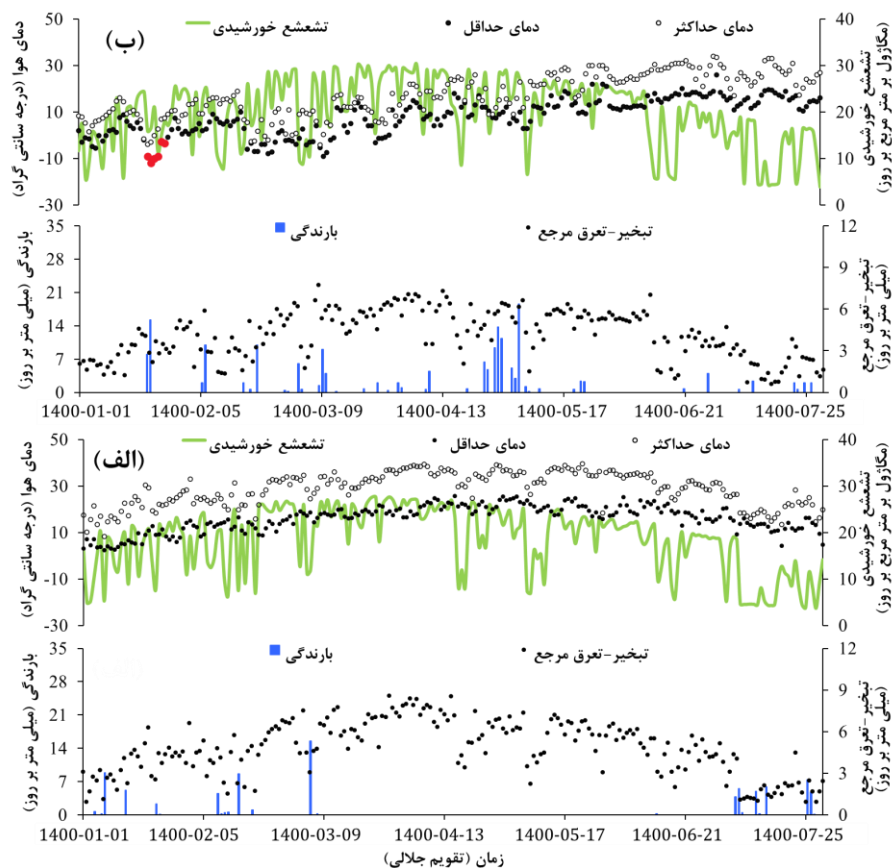 (ب)
تشعشع خورشیدی
دمای حداقل
دمای حداکثر
دمای هوا (درجه سانتی گراد)
50
30
10
-10
-30
تشعشع خورشیدی
(مگاژول بر متر مربع بر روز)
40
30
20
10
0
بارندگی
تبخیر-تعرق مرجع
بارندگی (میلی متر بر روز)
35
28
21
14
7
0
تبخیر-تعرق مرجع
(میلی متر بر روز)
12
9
6
3
0
1400-01-01 1400-02-05 1400-03-09 1400-04-13 1400-05-17 1400-06-21 1400-07-25
(الف)
تشعشع خورشیدی
دمای حداقل
دمای حداکثر
دمای هوا (درجه سانتی گراد)
50
30
10
-10
-30
تشعشع خورشیدی
(مگاژول بر متر مربع بر روز)
40
30
20
10
0
بارندگی
تبخیر-تعرق مرجع
بارندگی (میلی متر بر روز)
35
28
21
14
7
0
تبخیر-تعرق مرجع
(میلی متر بر روز)
12
9
6
3
0
1400-01-01 1400-02-05 1400-03-09 1400-04-13 1400-05-17 1400-06-21 1400-07-25
زمان (تقویم جلالی)